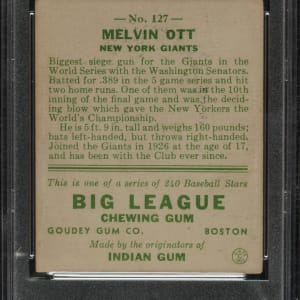 — No. 127 —
MELVIN OTT
NEW YORK GIANTS
Biggest siege gun for the Giants in the
World Series with the Washington Senators.
Batted for .389 in the 5 game series and hit
two home runs. One of them was in the 10th
inning of the final game and was the decid-
ing blow which gave the New Yorkers the
World's Championship.
He is 5 ft. 9 in. tall and weighs 160 pounds;
bats left-handed, but throws right-handed.
Joined the Giants in 1926 at the age of 17,
and has been with the Club ever since.
This is one of a series of 240 Baseball Stars
BIG LEAGUE
CHEWING GUM
GOUDEY GUM CO. BOSTON
Made by the originators of
INDIAN GUM